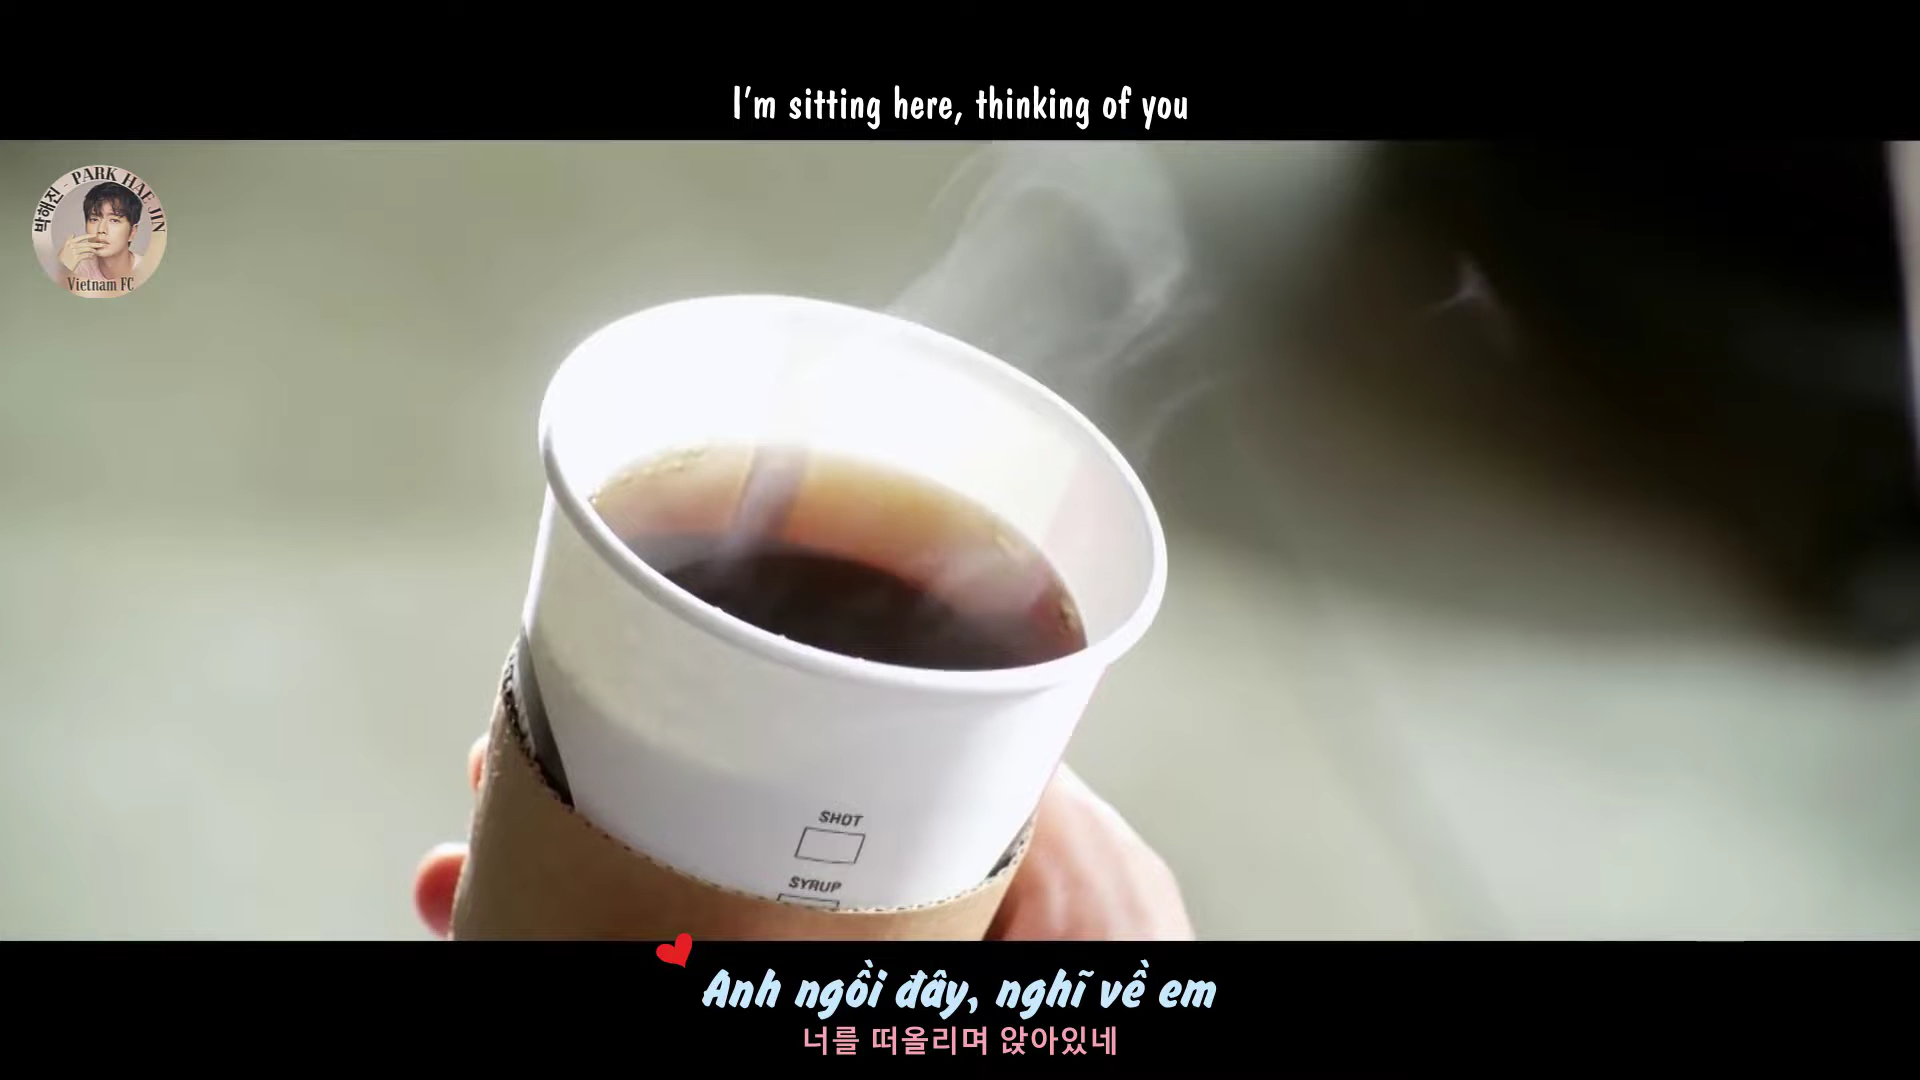 I'm sitting here, thinking of you
박해진 - PARK HAE JIN
Vietnam FC
SHOT
SYRUP
Anh ngồi đây, nghĩ về em
너를 떠올리며 앉아있네